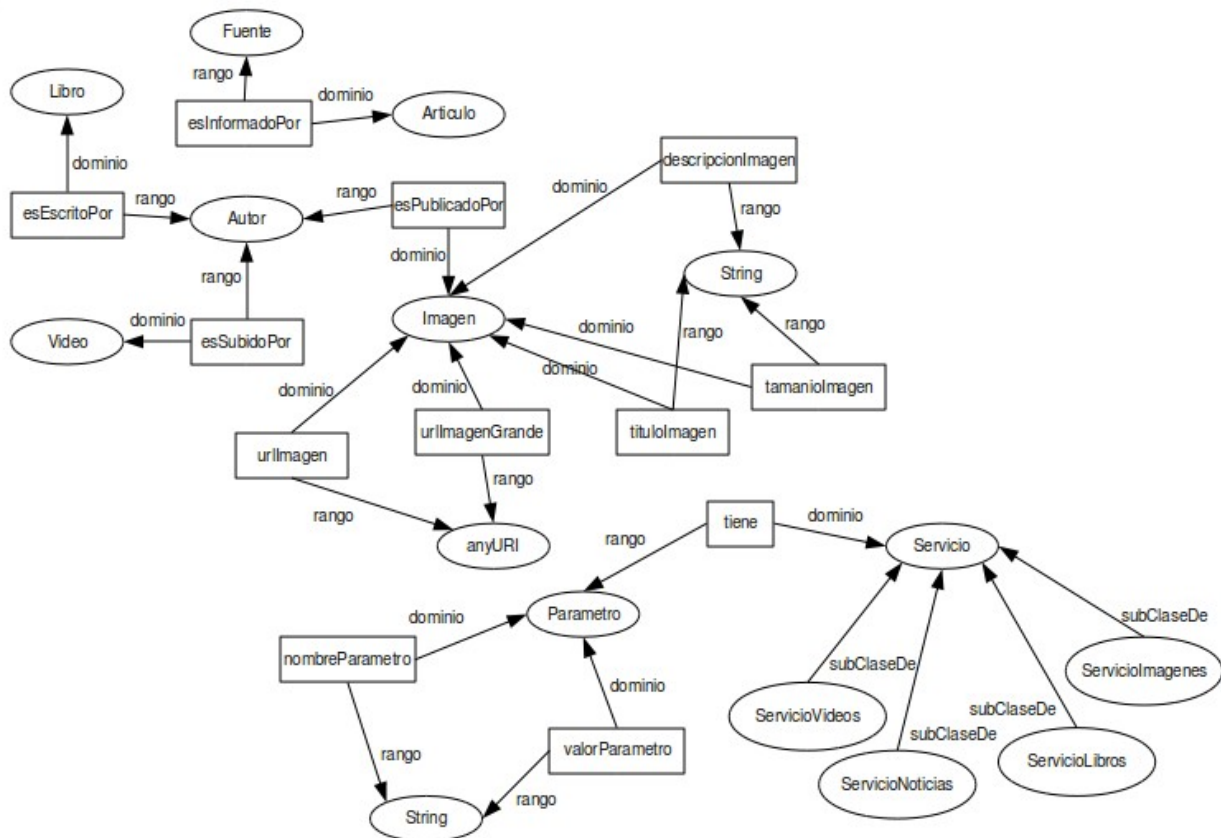 Fuente
rango
Libro
dominio
Articulo
esInformadoPor
descripcionImagen
dominio
dominio
rango
rango
rango
esEscritoPor
Autor
esPublicadoPor
dominio
String
rango
dominio
Imagen
dominio
rango
Video
esSubidoPor
rango
dominio
tamanioImagen
dominio
dominio
urlImagenGrande
tituloImagen
urlImagen
rango
rango
tiene
dominio
anyURI
rango
Servicio
dominio
Parametro
subClaseDe
nombreParametro
subClaseDe
ServicioImagenes
dominio
ServicioVideos
subClaseDe
subClaseDe
rango
valorParametro
ServicioLibros
ServicioNoticias
rango
String